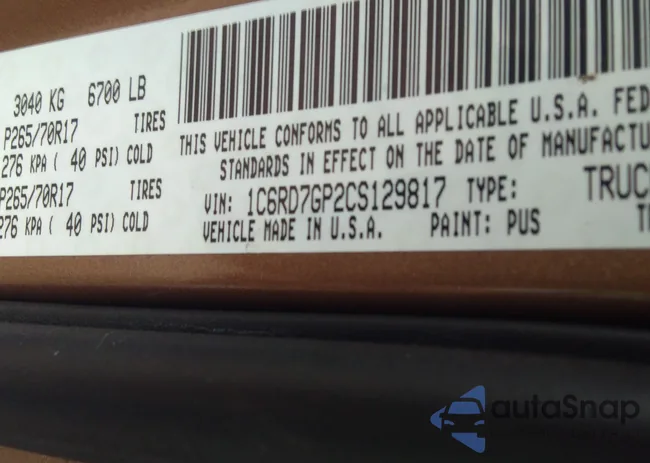 3040 KG 6700 LB
P265/70R17 TIRES
276 KPA ( 40 PSI) COLD
P265/70R17 TIRES
276 KPA ( 40 PSI) COLD
THIS VEHICLE CONFORMS TO ALL APPLICABLE U.S.A. FED
STANDARDS IN EFFECT ON THE DATE OF MANUFACTU
VIN: 1C6RD7GP2CS129817 TYPE: TRUC
VEHICLE MADE IN U.S.A. PAINT: PUS
autoSnap